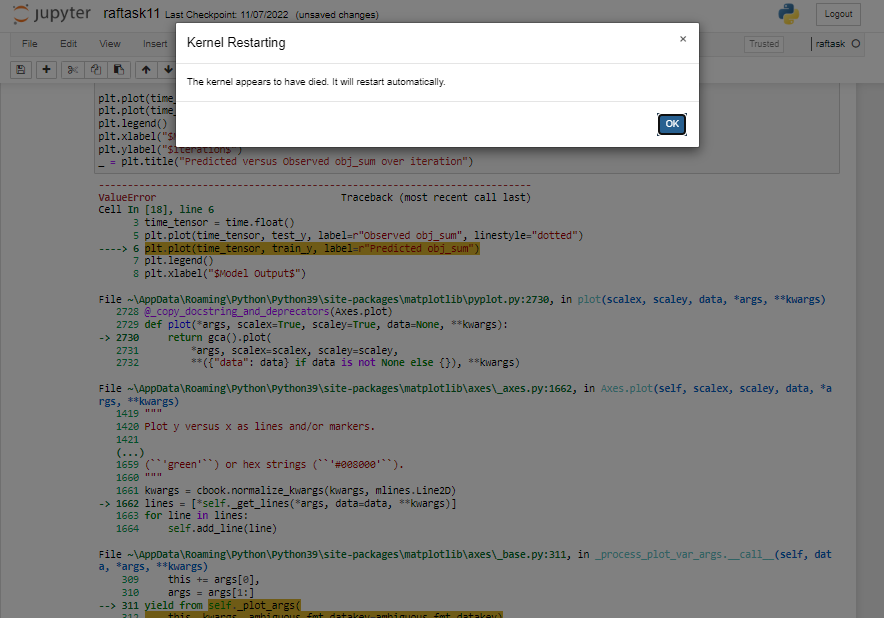 jupyter raftask11 Last Checkpoint: 11/07/2022 (unsaved changes) Logout
File Edit View Insert Trusted raftask
Kernel Restarting ×
The kernel appears to have died. It will restart automatically.
OK
plt.plot(time_
plt.plot(time_
plt.legend()
plt.xlabel("$
plt.ylabel("$Iteration$")
_ = plt.title("Predicted versus Observed obj_sum over iteration")
---------------------------------------------------------------------------
ValueError Traceback (most recent call last)
Cell In [18], line 6
3 time_tensor = time.float()
5 plt.plot(time_tensor, test_y, label=r"Observed obj_sum", linestyle="dotted")
----> 6 plt.plot(time_tensor, train_y, label=r"Predicted obj_sum")
7 plt.legend()
8 plt.xlabel("$Model Output$")
File ~\AppData\Roaming\Python\Python39\site-packages\matplotlib\pyplot.py:2730, in plot(scalex, scaley, data, *args, **kwargs)
2728 @_copy_docstring_and_deprecators(Axes.plot)
2729 def plot(*args, scalex=True, scaley=True, data=None, **kwargs):
-> 2730 return gca().plot(
2731 *args, scalex=scalex, scaley=scaley,
2732 **({"data": data} if data is not None else {}), **kwargs)
File ~\AppData\Roaming\Python\Python39\site-packages\matplotlib\axes\_axes.py:1662, in Axes.plot(self, scalex, scaley, data, *a
rgs, **kwargs)
1419 """
1420 Plot y versus x as lines and/or markers.
1421
(...)
1659 (``'green'``) or hex strings (``'#008000'``).
1660 """
1661 kwargs = cbook.normalize_kwargs(kwargs, mlines.Line2D)
-> 1662 lines = [*self._get_lines(*args, data=data, **kwargs)]
1663 for line in lines:
1664 self.add_line(line)
File ~\AppData\Roaming\Python\Python39\site-packages\matplotlib\axes\_base.py:311, in _process_plot_var_args.__call__(self, dat
a, *args, **kwargs)
309 this += args[0],
310 args = args[1:]
--> 311 yield from self._plot_args(
312 this, kwargs, ambiguous_fmt_datakey=ambiguous_fmt_datakey)